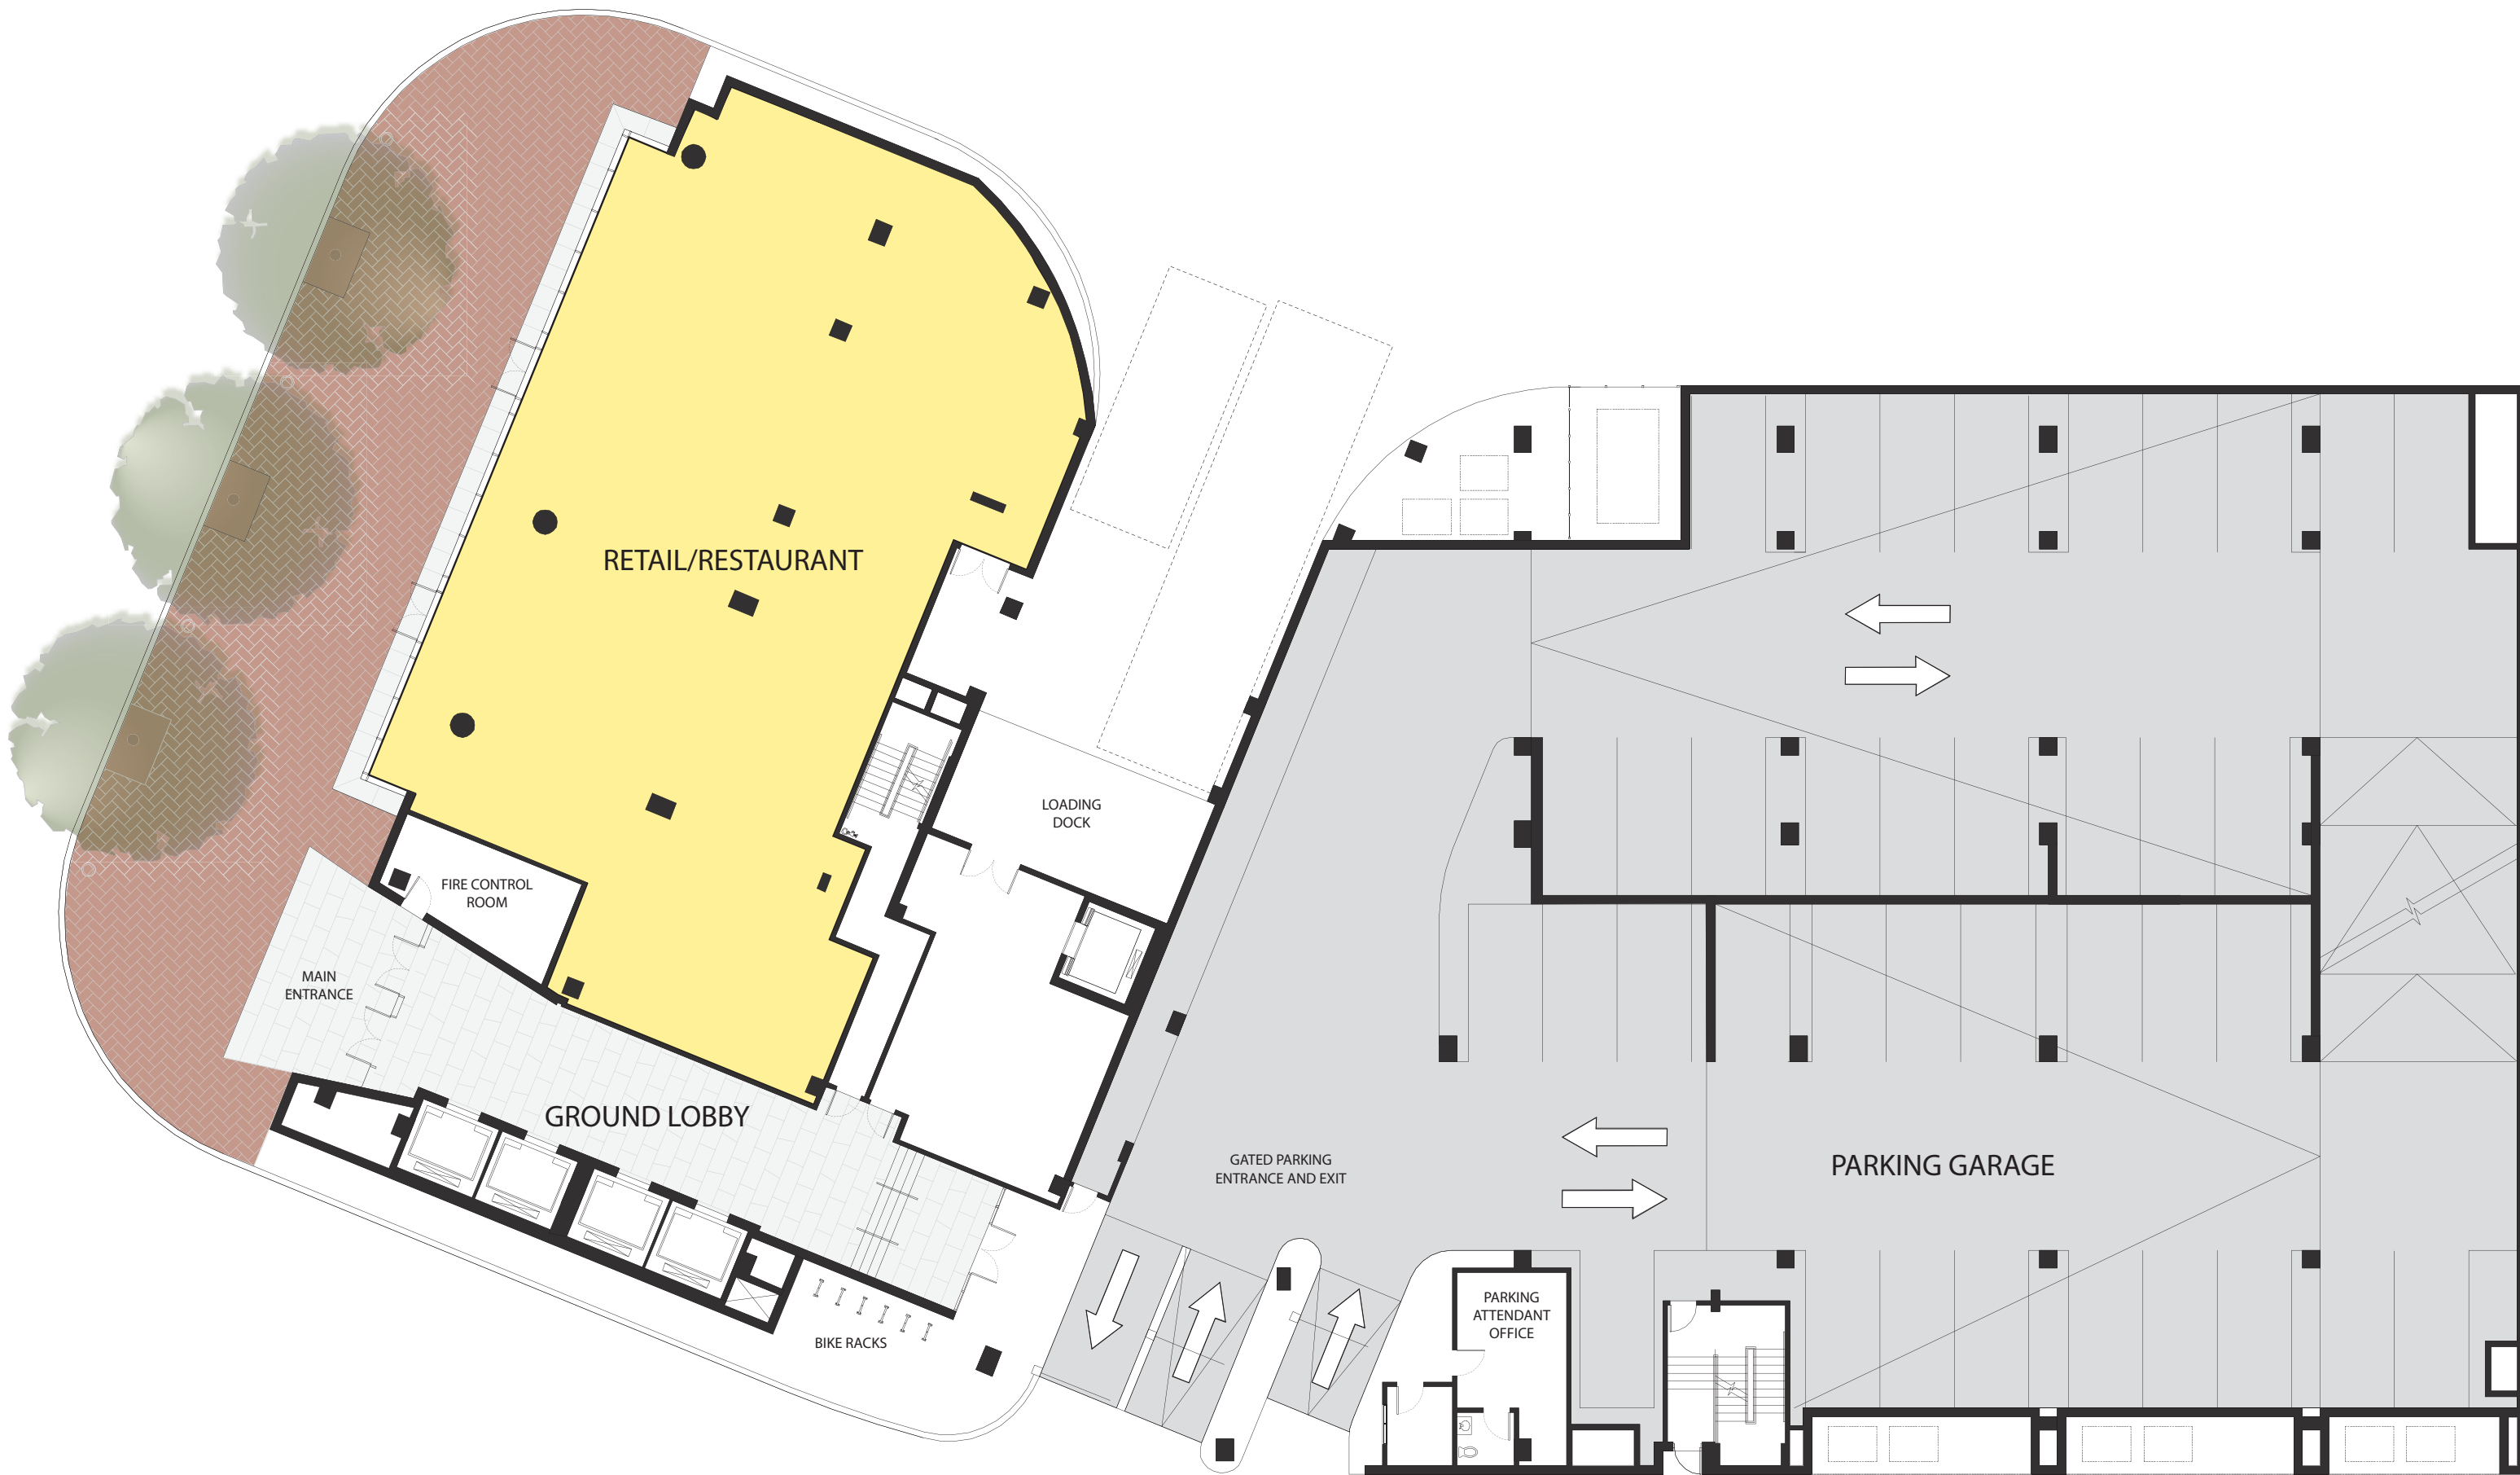 RETAIL/RESTAURANT
LOADING
DOCK
FIRE CONTROL
ROOM
MAIN
ENTRANCE
GROUND LOBBY
GATED PARKING
ENTRANCE AND EXIT
PARKING GARAGE
PARKING
ATTENDANT
OFFICE
BIKE RACKS